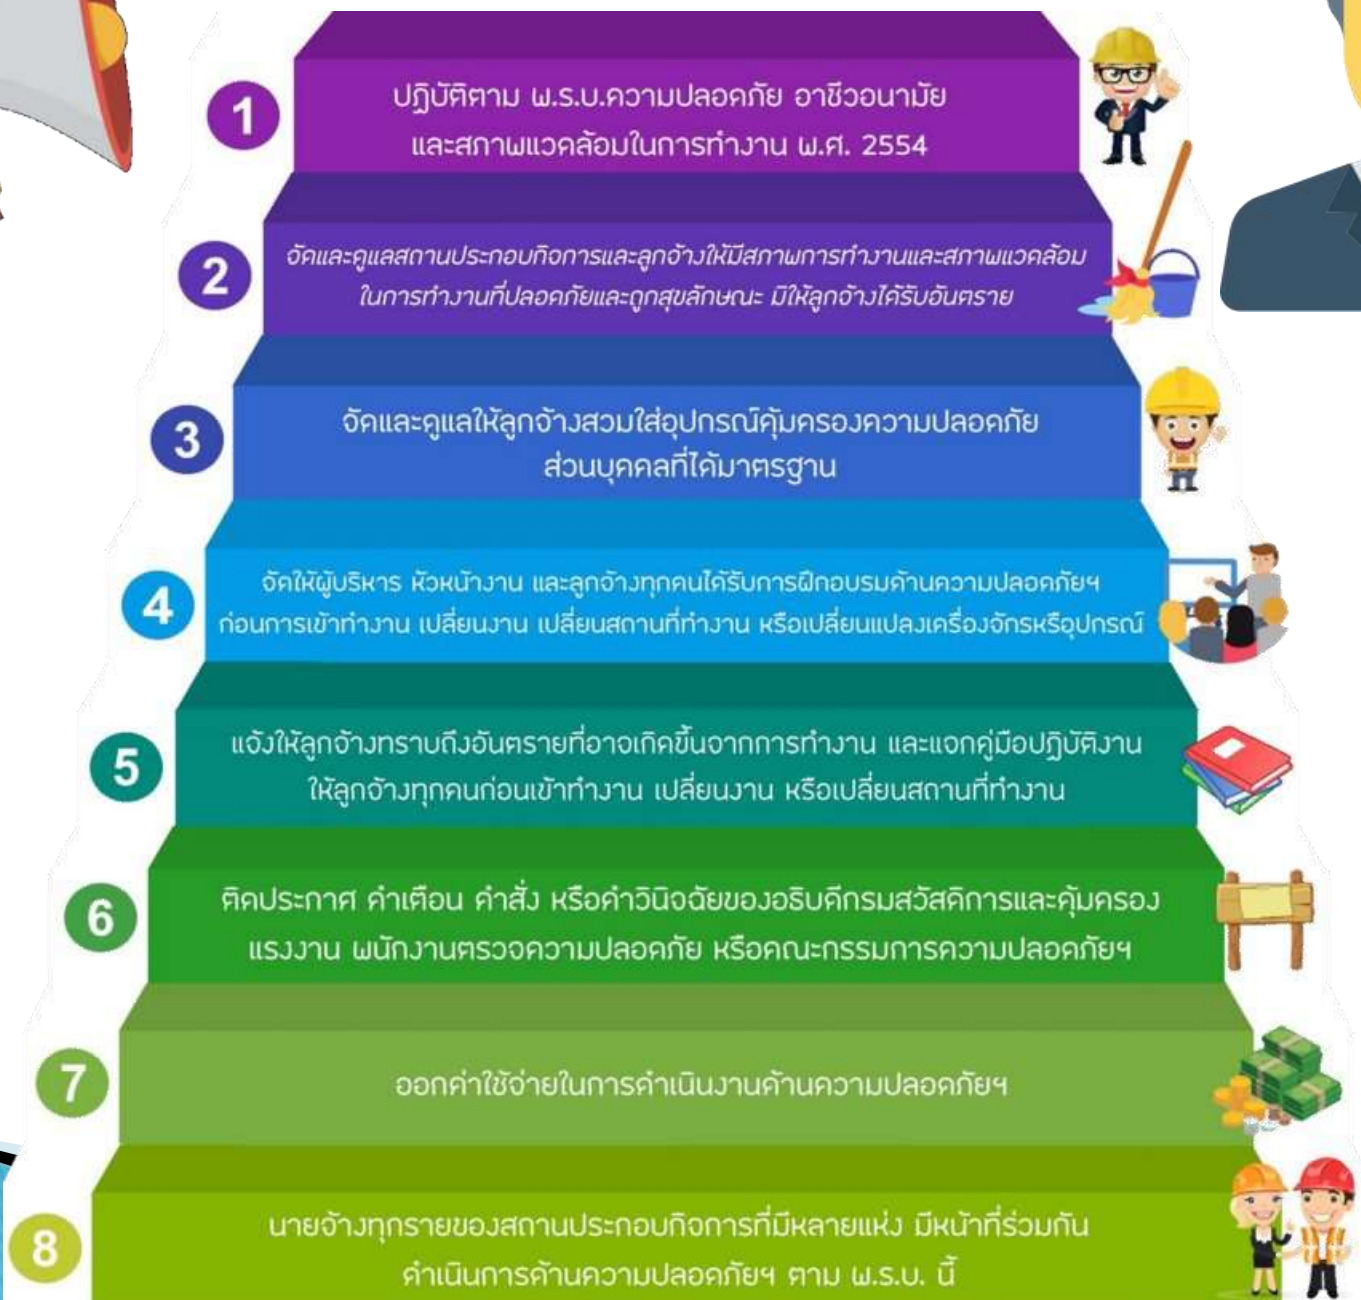 1
ปฏิบัติตาม พ.ร.บ.ความปลอดภัย อาชีวอนามัย
และสภาพแวดล้อมในการทำงาน พ.ศ. 2554
2
จัดและดูแลสถานประกอบกิจการและลูกจ้างให้มีสภาพการทำงานและสภาพแวดล้อม
ในการทำงานที่ปลอดภัยและถูกสุขลักษณะ มิให้ลูกจ้างได้รับอันตราย
3
จัดและดูแลให้ลูกจ้างสวมใส่อุปกรณ์คุ้มครองความปลอดภัย
ส่วนบุคคลที่ได้มาตรฐาน
4
จัดให้ผู้บริหาร หัวหน้างาน และลูกจ้างทุกคนได้รับการฝึกอบรมด้านความปลอดภัยฯ
ก่อนการเข้าทำงาน เปลี่ยนงาน เปลี่ยนสถานที่ทำงาน หรือเปลี่ยนแปลงเครื่องจักรหรืออุปกรณ์
5
แจ้งให้ลูกจ้างทราบถึงอันตรายที่อาจเกิดขึ้นจากการทำงาน และแจกคู่มือปฏิบัติงาน
ให้ลูกจ้างทุกคนก่อนเข้าทำงาน เปลี่ยนงาน หรือเปลี่ยนสถานที่ทำงาน
6
ติดประกาศ คำเตือน คำสั่ง หรือคำวินิจฉัยของอธิบดีกรมสวัสดิการและคุ้มครอง
แรงงาน พนักงานตรวจความปลอดภัย หรือคณะกรรมการความปลอดภัยฯ
7
ออกค่าใช้จ่ายในการดำเนินงานด้านความปลอดภัยฯ
8
นายจ้างทุกรายของสถานประกอบกิจการที่มีหลายแห่ง มีหน้าที่ร่วมกัน
ดำเนินการด้านความปลอดภัยฯ ตาม พ.ร.บ. นี้